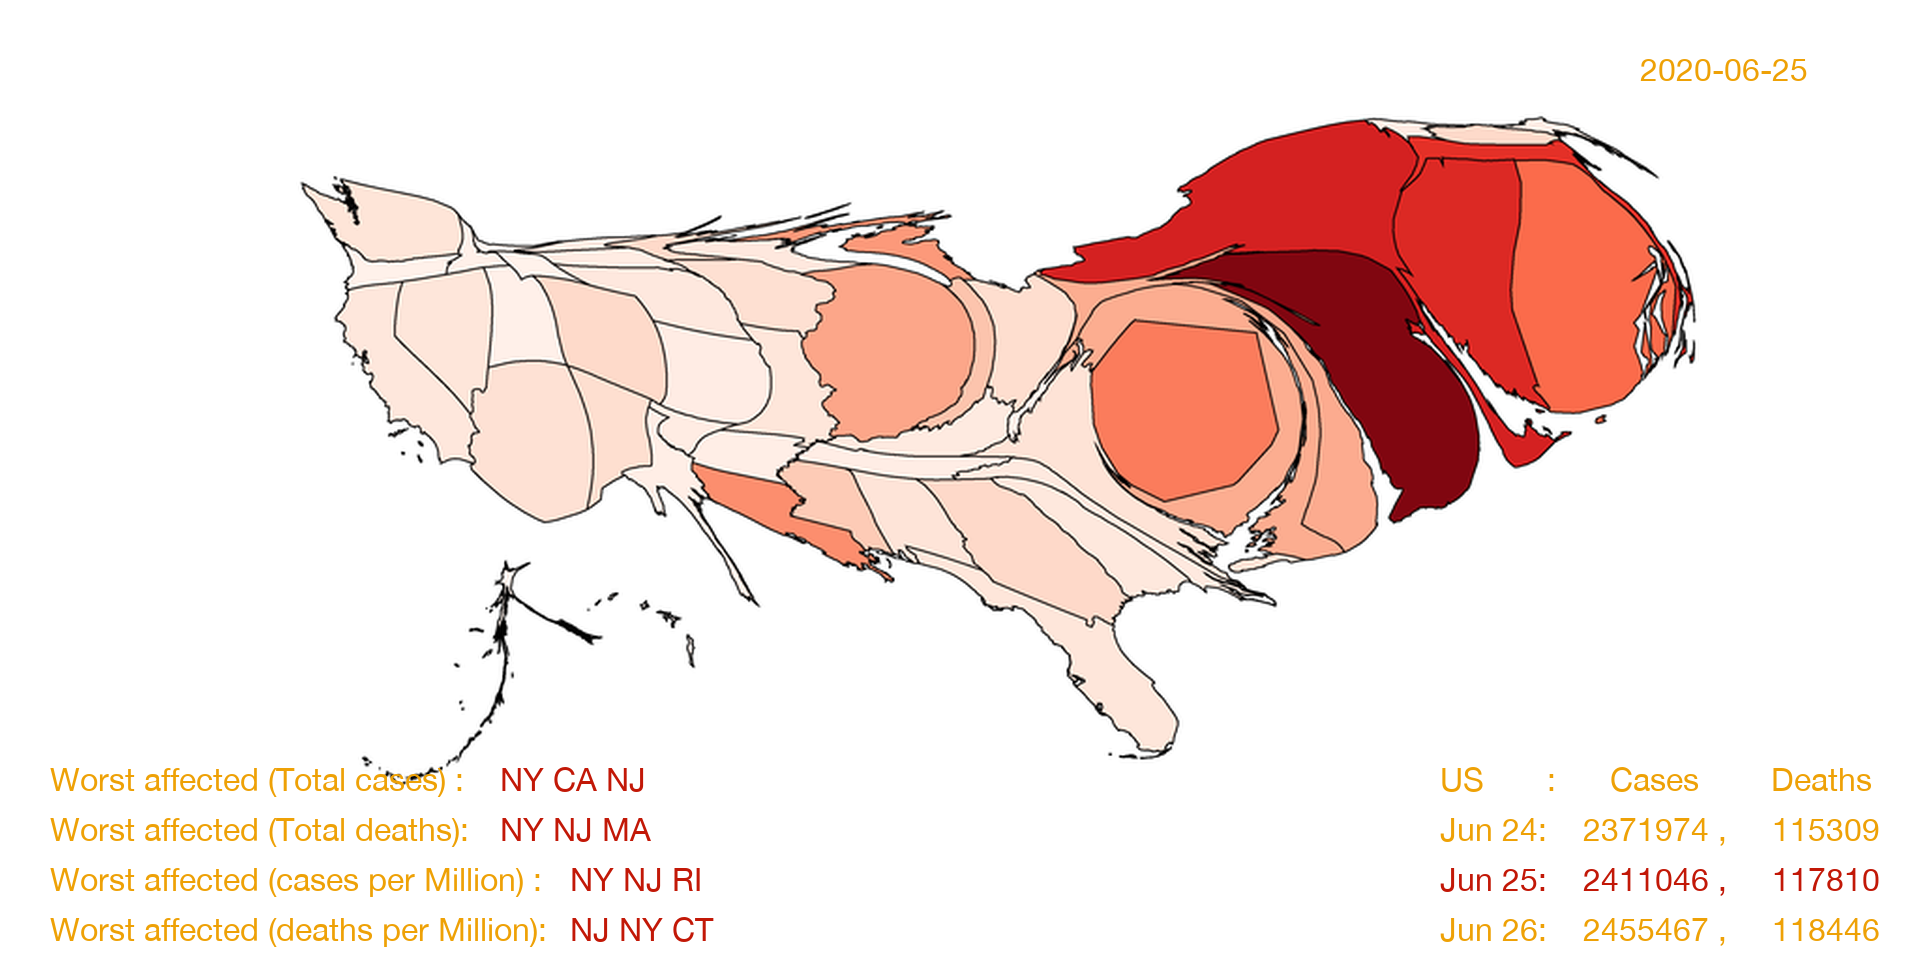 2020-06-25
Worst affected (Total cases) : NY CA NJ
Worst affected (Total deaths): NY NJ MA
Worst affected (cases per Million) : NY NJ RI
Worst affected (deaths per Million): NJ NY CT
US : Cases Deaths
Jun 24: 2371974 , 115309
Jun 25: 2411046 , 117810
Jun 26: 2455467 , 118446